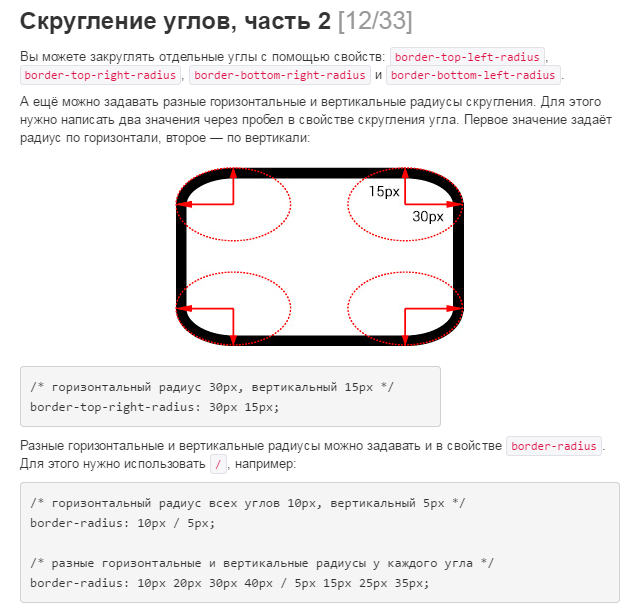 Скругление углов, часть 2 [12/33]
Вы можете закруглять отдельные углы с помощью свойств: border-top-left-radius,
border-top-right-radius, border-bottom-right-radius и border-bottom-left-radius.
А ещё можно задавать разные горизонтальные и вертикальные радиусы скругления. Для этого
нужно написать два значения через пробел в свойстве скругления угла. Первое значение задаёт
радиус по горизонтали, второе — по вертикали:
15px
30px
/* горизонтальный радиус 30px, вертикальный 15px */
border-top-right-radius: 30px 15px;
Разные горизонтальные и вертикальные радиусы можно задавать и в свойстве border-radius.
Для этого нужно использовать /, например:
/* горизонтальный радиус всех углов 10px, вертикальный 5px */
border-radius: 10px / 5px;
/* разные горизонтальные и вертикальные радиусы у каждого угла */
border-radius: 10px 20px 30px 40px / 5px 15px 25px 35px;